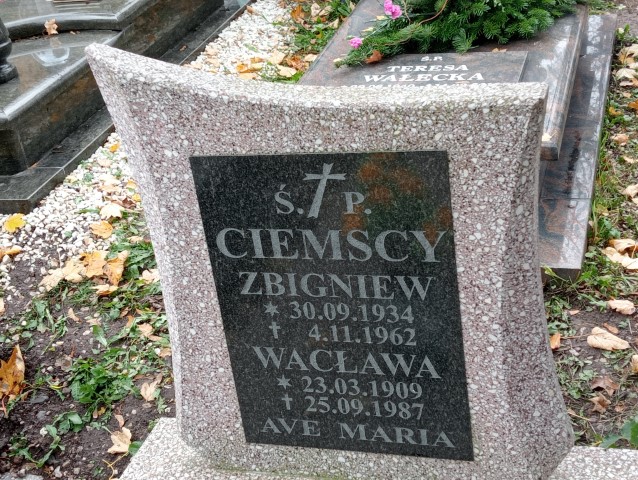 Ś.P.
TERESA
WAŁECKA
Ś. P.
CIEMSCY
ZBIGNIEW
* 30.09.1934
† 4.11.1962
WACŁAWA
* 23.03.1909
† 25.09.1987
AVE MARIA